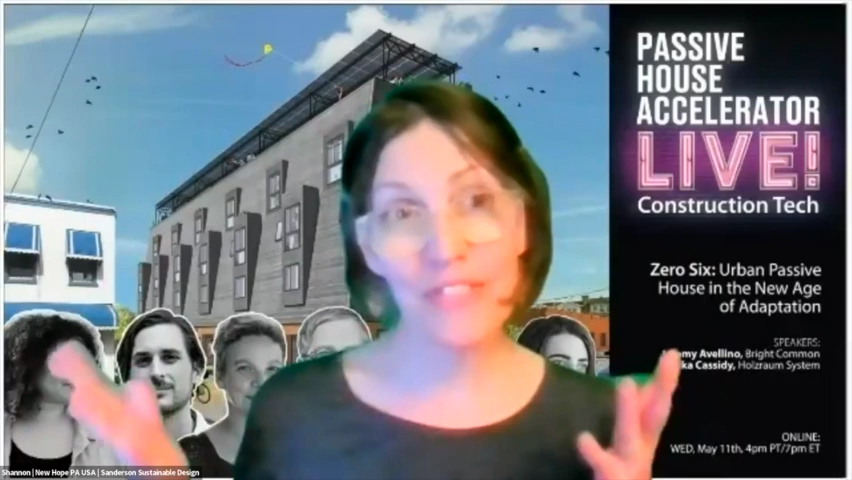 PASSIVE
HOUSE
ACCELERATOR
LIVE!
Construction Tech
Zero Six: Urban Passive
House in the New Age
of Adaptation
SPEAKERS:
Avellino, Bright Common
Cassidy, Holzraum System
ONLINE:
WED, May 11th, 4pm PT/7pm ET
Shannon | New Hope PA USA | Sanderson Sustainable Design